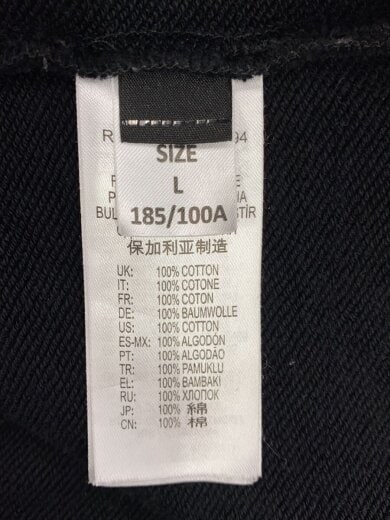 SIZE
L
185/100A
保加利亚制造
UK: 100% COTTON
IT: 100% COTONE
FR: 100% COTON
DE: 100% BAUMWOLLE
US: 100% COTTON
ES-MX: 100% ALGODÓN
PT: 100% ALGODÃO
TR: 100% PAMUKLU
EL: 100% BAMBAKI
RU: 100% ХЛОПОК
JP: 100% 綿
CN: 100% 棉